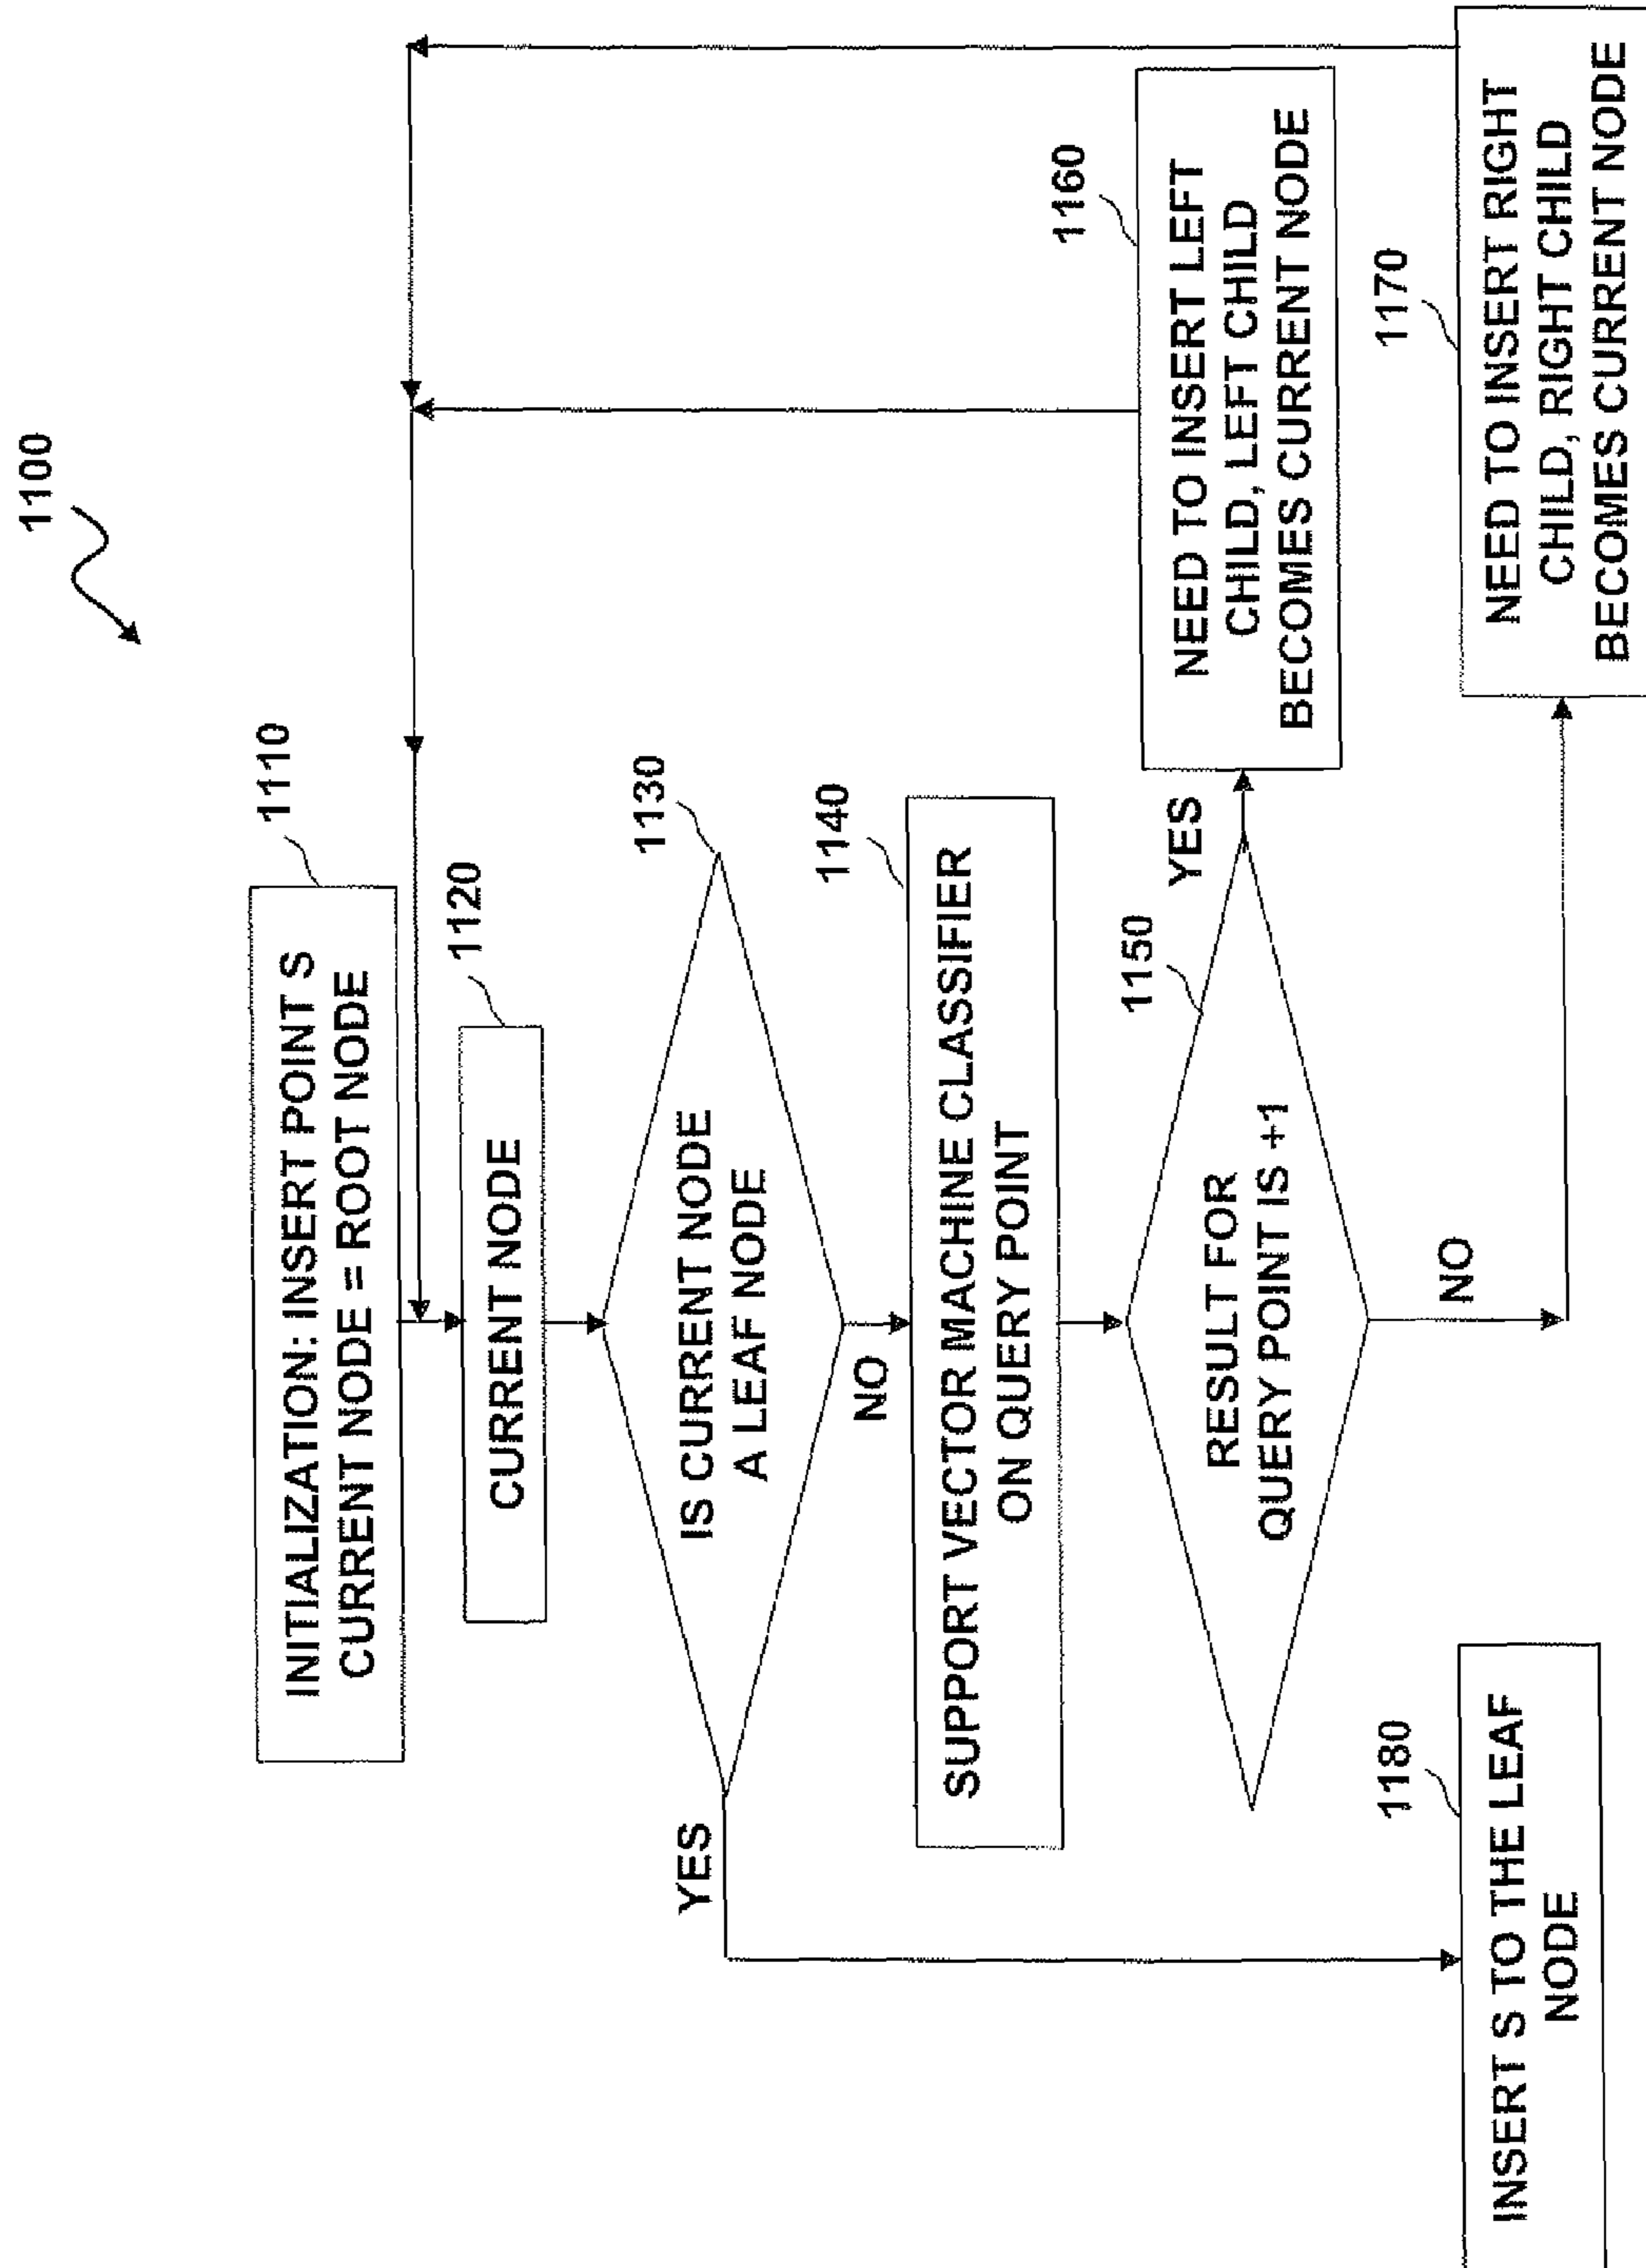 1100
1110
INITIALIZATION: INSERT POINT S
CURRENT NODE = ROOT NODE
1120
CURRENT NODE
1130
IS CURRENT NODE
A LEAF NODE
YES
NO
1140
SUPPORT VECTOR MACHINE CLASSIFIER
ON QUERY POINT
1150
RESULT FOR
QUERY POINT IS +1
YES
NO
1160
NEED TO INSERT LEFT
CHILD, LEFT CHILD
BECOMES CURRENT NODE
1170
NEED TO INSERT RIGHT
CHILD, RIGHT CHILD
BECOMES CURRENT NODE
1180
INSERT S TO THE LEAF
NODE